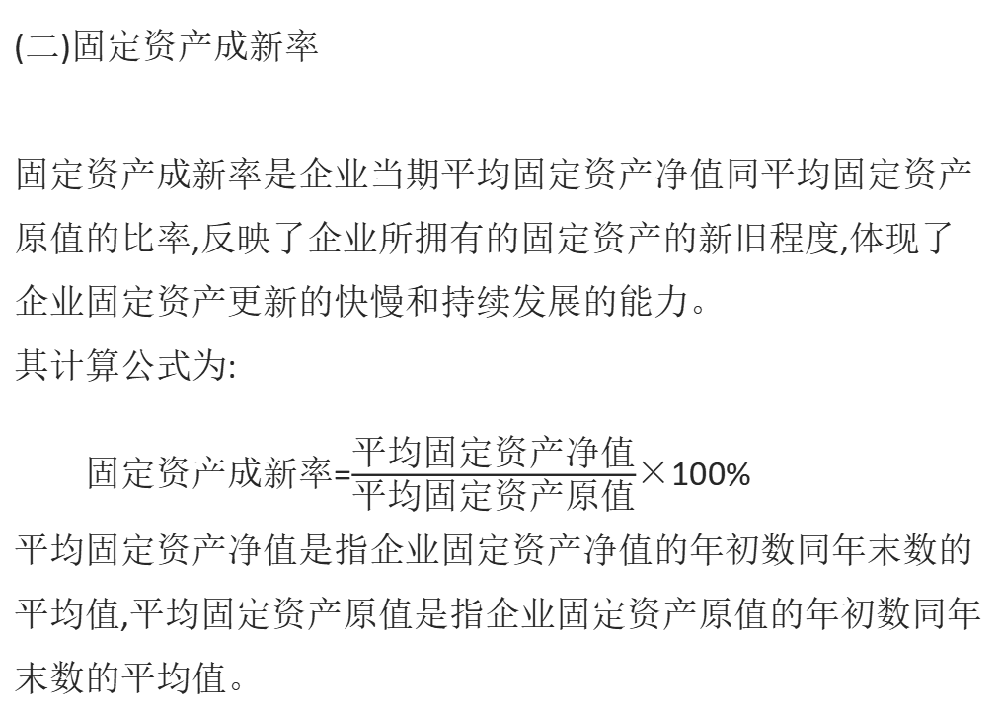 (二)固定资产成新率
固定资产成新率是企业当期平均固定资产净值同平均固定资产
原值的比率,反映了企业所拥有的固定资产的新旧程度,体现了
企业固定资产更新的快慢和持续发展的能力。
其计算公式为:
固定资产成新率=平均固定资产净值/平均固定资产原值×100%
平均固定资产净值是指企业固定资产净值的年初数同年末数的
平均值,平均固定资产原值是指企业固定资产原值的年初数同年
末数的平均值。